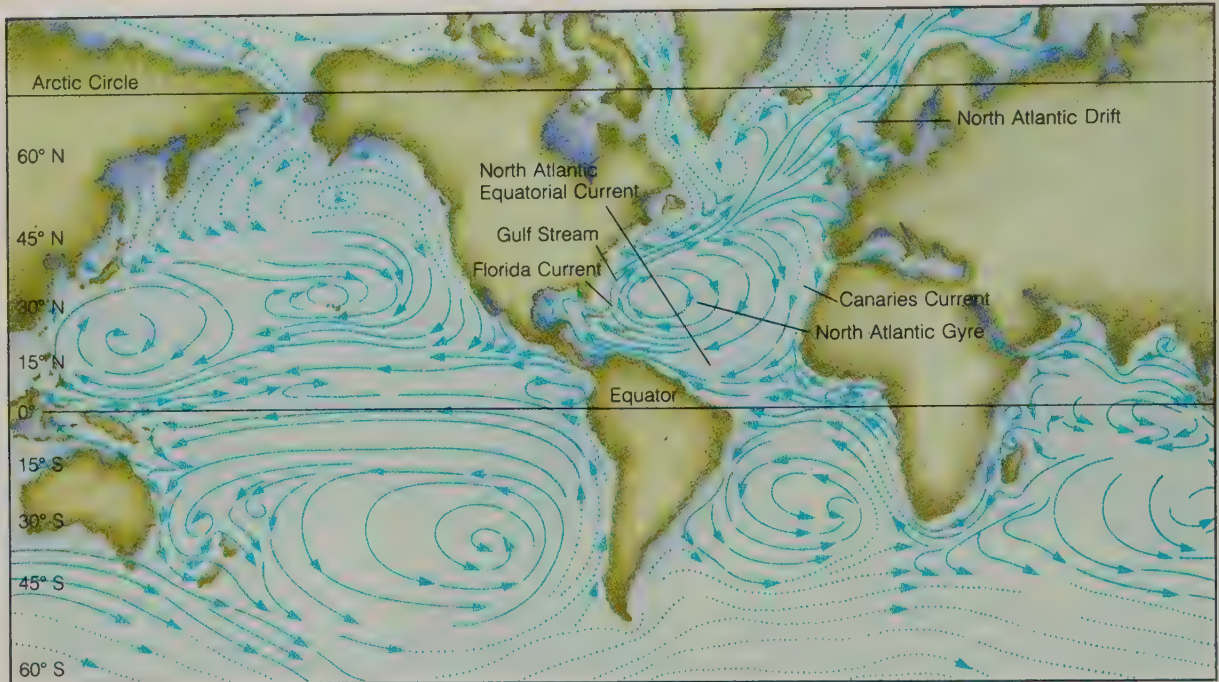 Arctic Circle
North Atlantic Drift
60° N
North Atlantic
Equatorial Current
45° N
Gulf Stream
Florida Current
30° N
Canaries Current
North Atlantic Gyre
15° N
Equator
0°
15° S
30° S
45° S
60° S